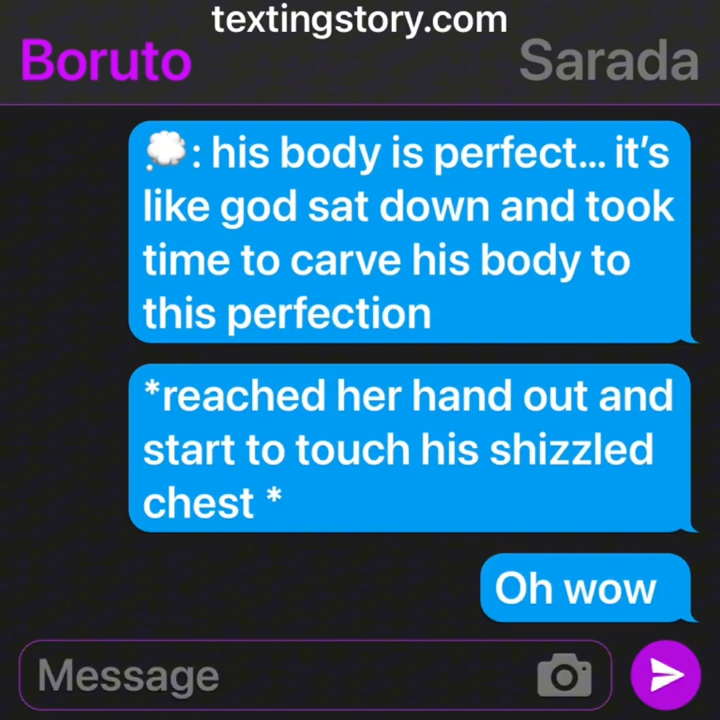 textingstory.com
Boruto Sarada
💭: his body is perfect... it's
like god sat down and took
time to carve his body to
this perfection
*reached her hand out and
start to touch his shizzled
chest *
Oh wow
Message